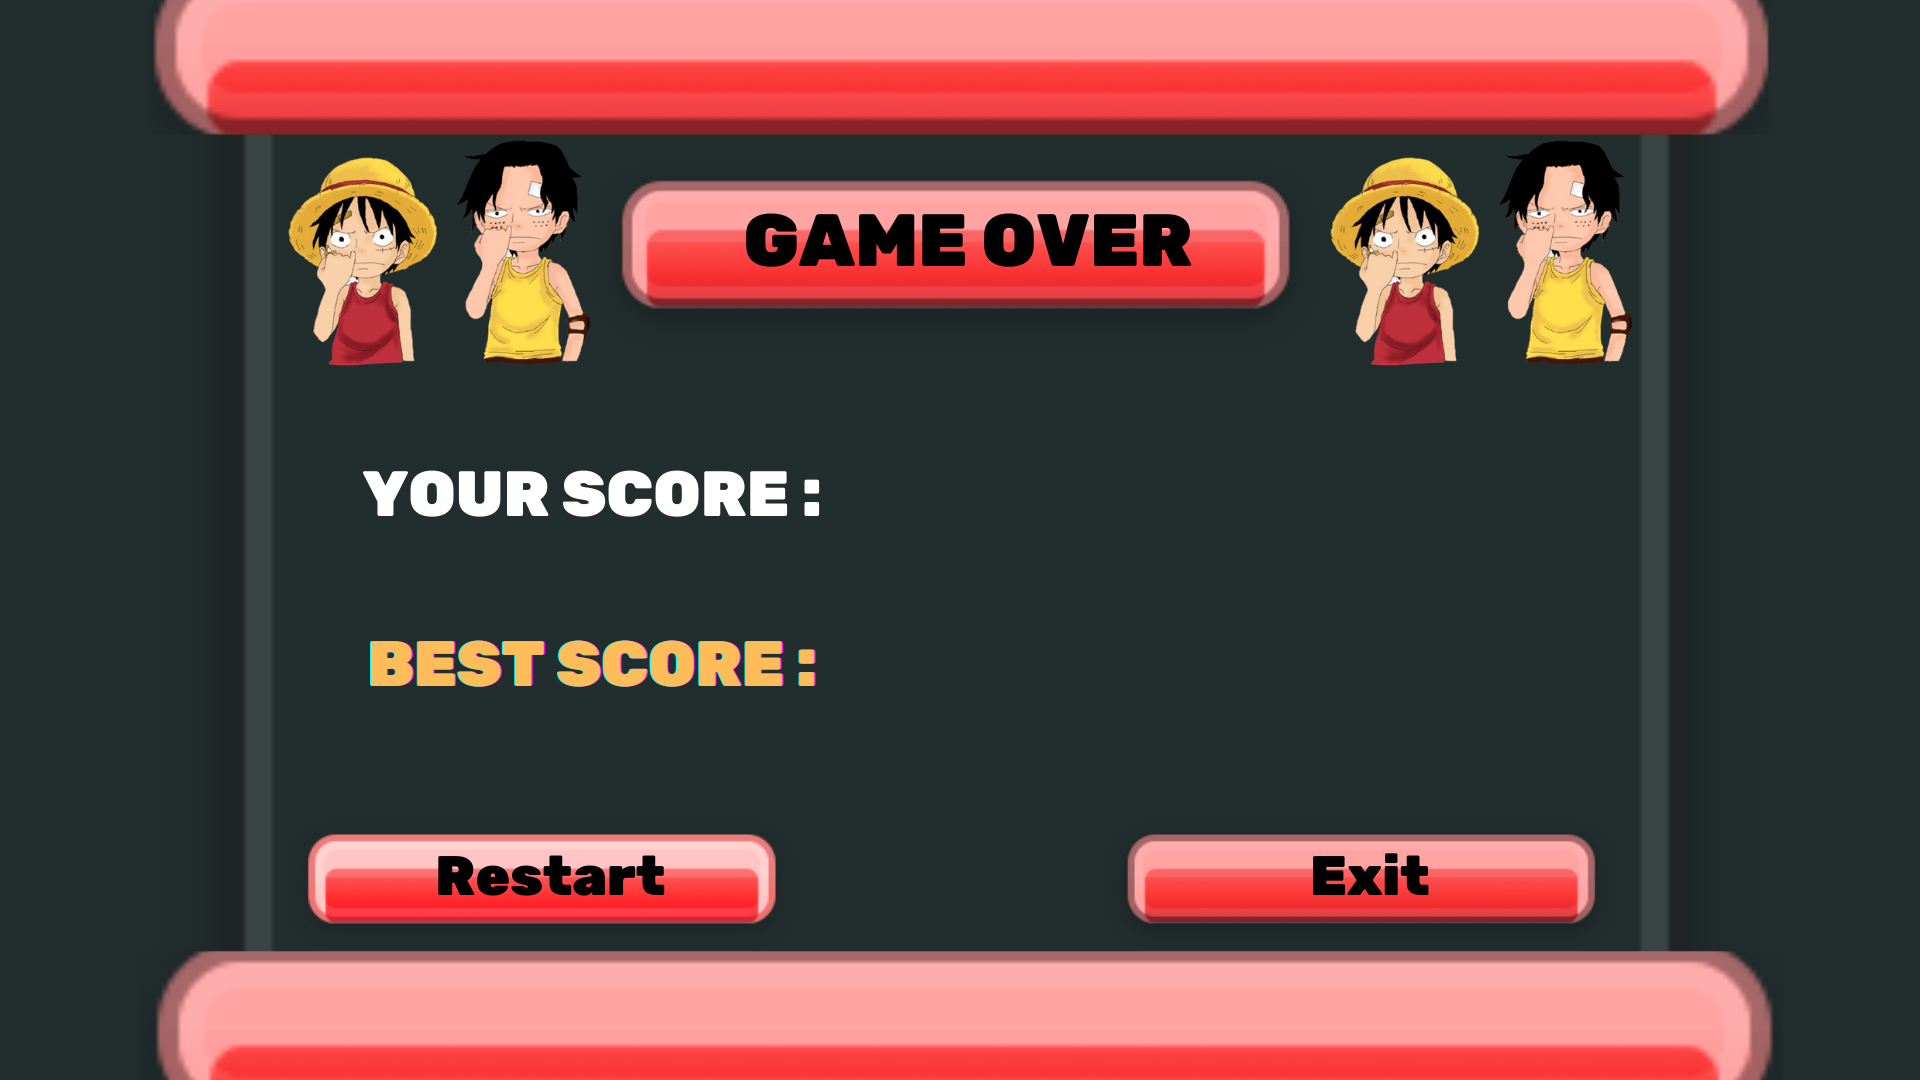 GAME OVER
YOUR SCORE :
BEST SCORE :
Restart
Exit